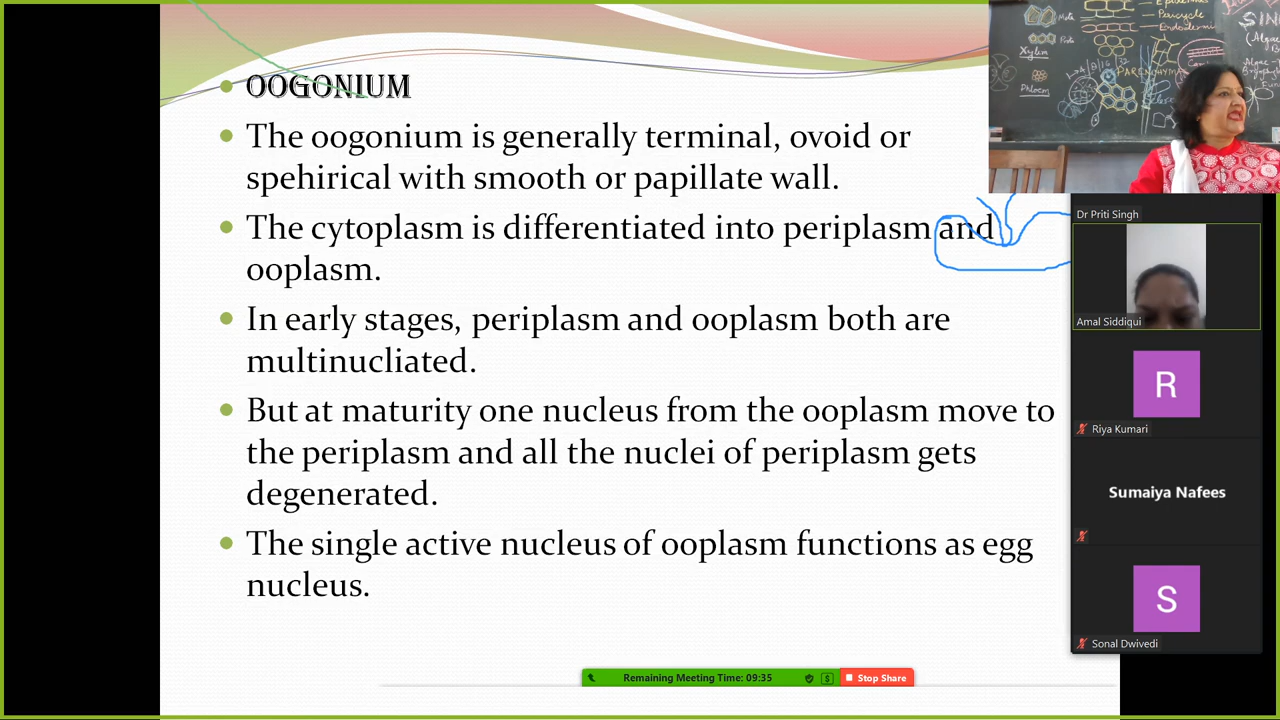 OOGONIUM
The oogonium is generally terminal, ovoid or
spehirical with smooth or papillate wall.
The cytoplasm is differentiated into periplasm and
ooplasm.
In early stages, periplasm and ooplasm both are
multinucliated.
But at maturity one nucleus from the ooplasm move to
the periplasm and all the nuclei of periplasm gets
degenerated.
The single active nucleus of ooplasm functions as egg
nucleus.
Xylem
Phloem
Pericycle
PARENCHYMA
Dr Priti Singh
Amal Siddiqui
R
Riya Kumari
Sumaiya Nafees
S
Sonal Dwivedi
Remaining Meeting Time: 09:35
Stop Share